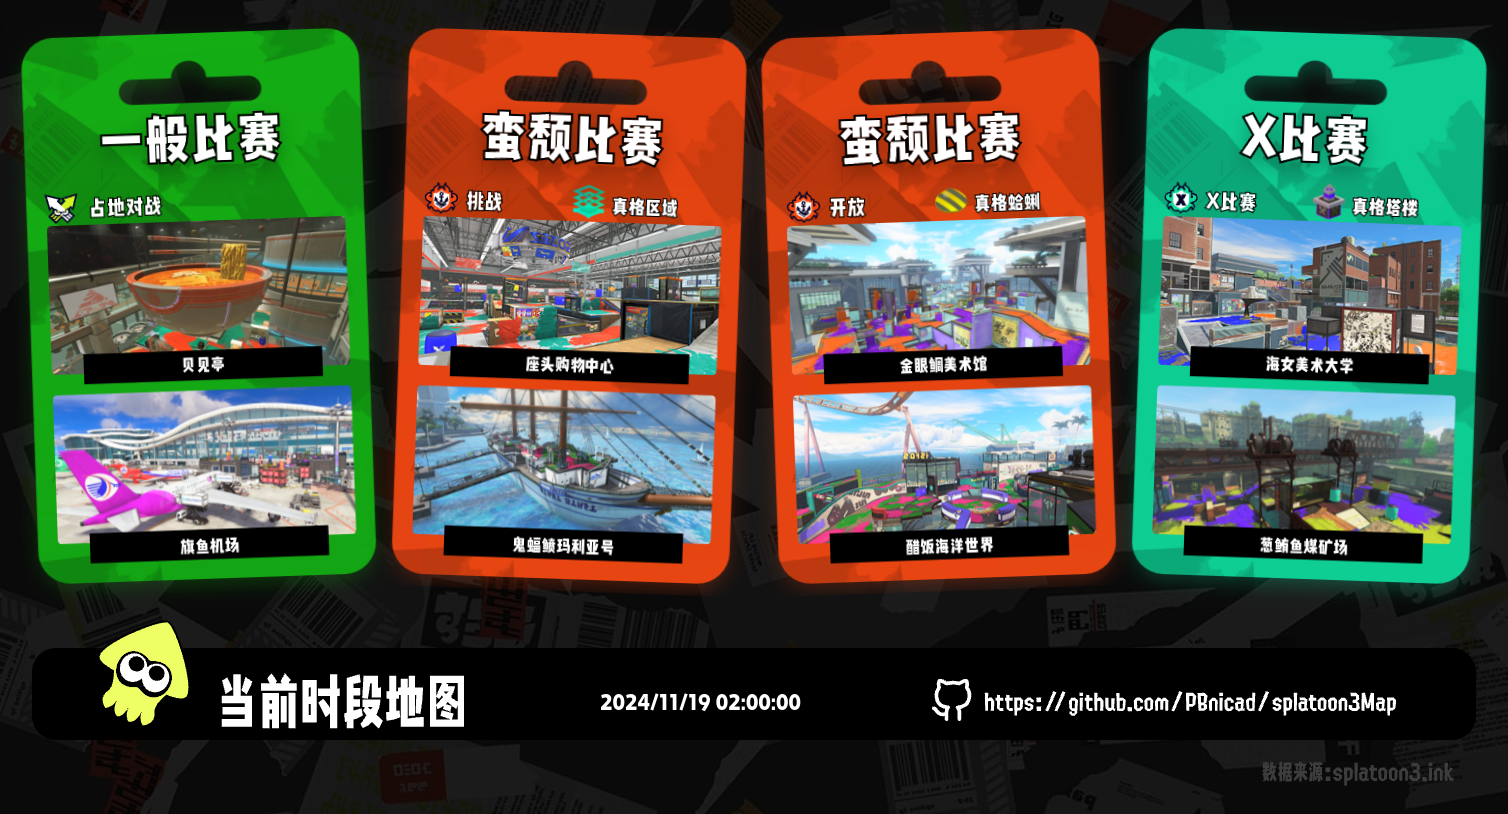 一般比赛
占地对战
贝见亭
旗鱼机场
蛮颓比赛
挑战
真格区域
座头购物中心
鬼蝠鲼玛利亚号
蛮颓比赛
开放
真格蛤蜊
金眼鲷美术馆
醋饭海洋世界
X比赛
X比赛
真格塔楼
海女美术大学
葱鲔鱼煤矿场
当前时段地图
2024/11/19 02:00:00
https://github.com/PBnicad/splatoon3Map
数据来源:splatoon3.ink